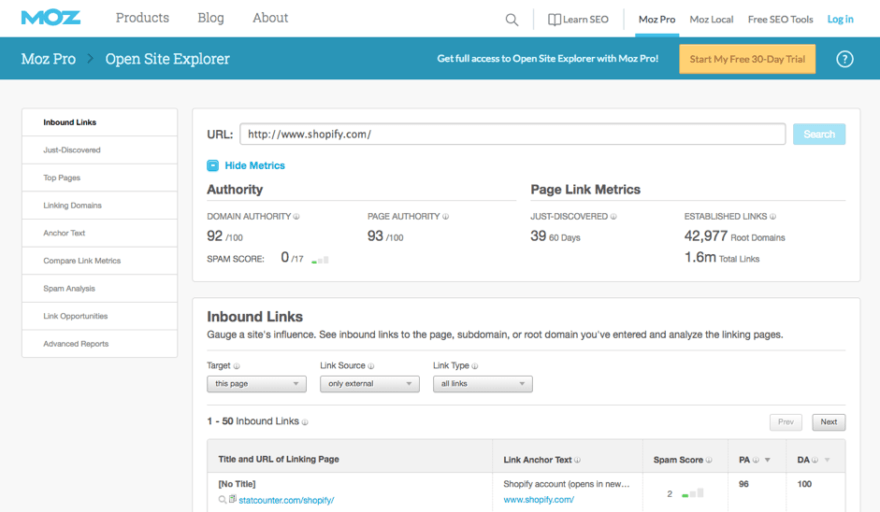 MOZ Products Blog About Learn SEO Moz Pro Moz Local Free SEO Tools Log in
Moz Pro > Open Site Explorer Get full access to Open Site Explorer with Moz Pro! Start My Free 30-Day Trial ?
Inbound Links
Just-Discovered
Top Pages
Linking Domains
Anchor Text
Compare Link Metrics
Spam Analysis
Link Opportunities
Advanced Reports
URL: http://www.shopify.com/ Search
Hide Metrics
Authority
DOMAIN AUTHORITY PAGE AUTHORITY
92 /100 93 /100
SPAM SCORE: 0 /17
Page Link Metrics
JUST-DISCOVERED ESTABLISHED LINKS
39 60 Days 42,977 Root Domains
1.6m Total Links
Inbound Links
Gauge a site's influence. See inbound links to the page, subdomain, or root domain you've entered and analyze the linking pages.
Target Link Source Link Type
this page only external all links
1 - 50 Inbound Links Prev Next
Title and URL of Linking Page Link Anchor Text Spam Score PA DA
[No Title] Shopify account (opens in new... 2 96 100
statcounter.com/shopify/ www.shopify.com/